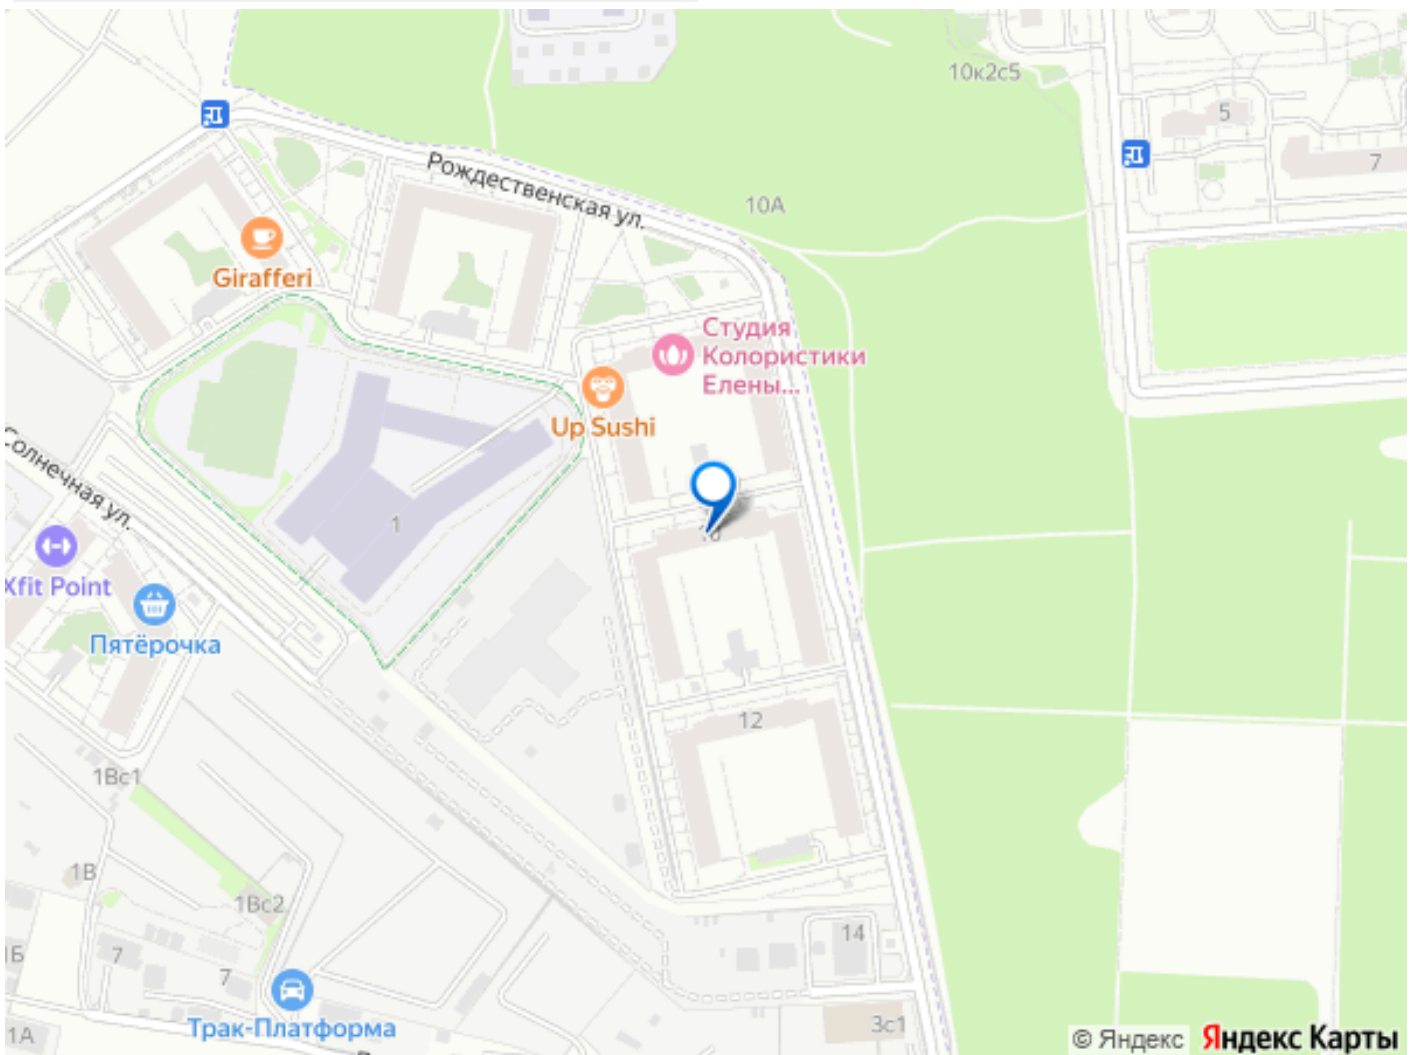 10к2с5
5
7
Рождественская ул.
10А
Girafferi
Студия
Колористики
Елены...
Up Sushi
Солнечная ул.
1
Xfit Point
Пятёрочка
12
1Вс1
1В
1Вс2
14
1Б
7
7
Трак-Платформа
1А
3с1
© Яндекс Яндекс Карты